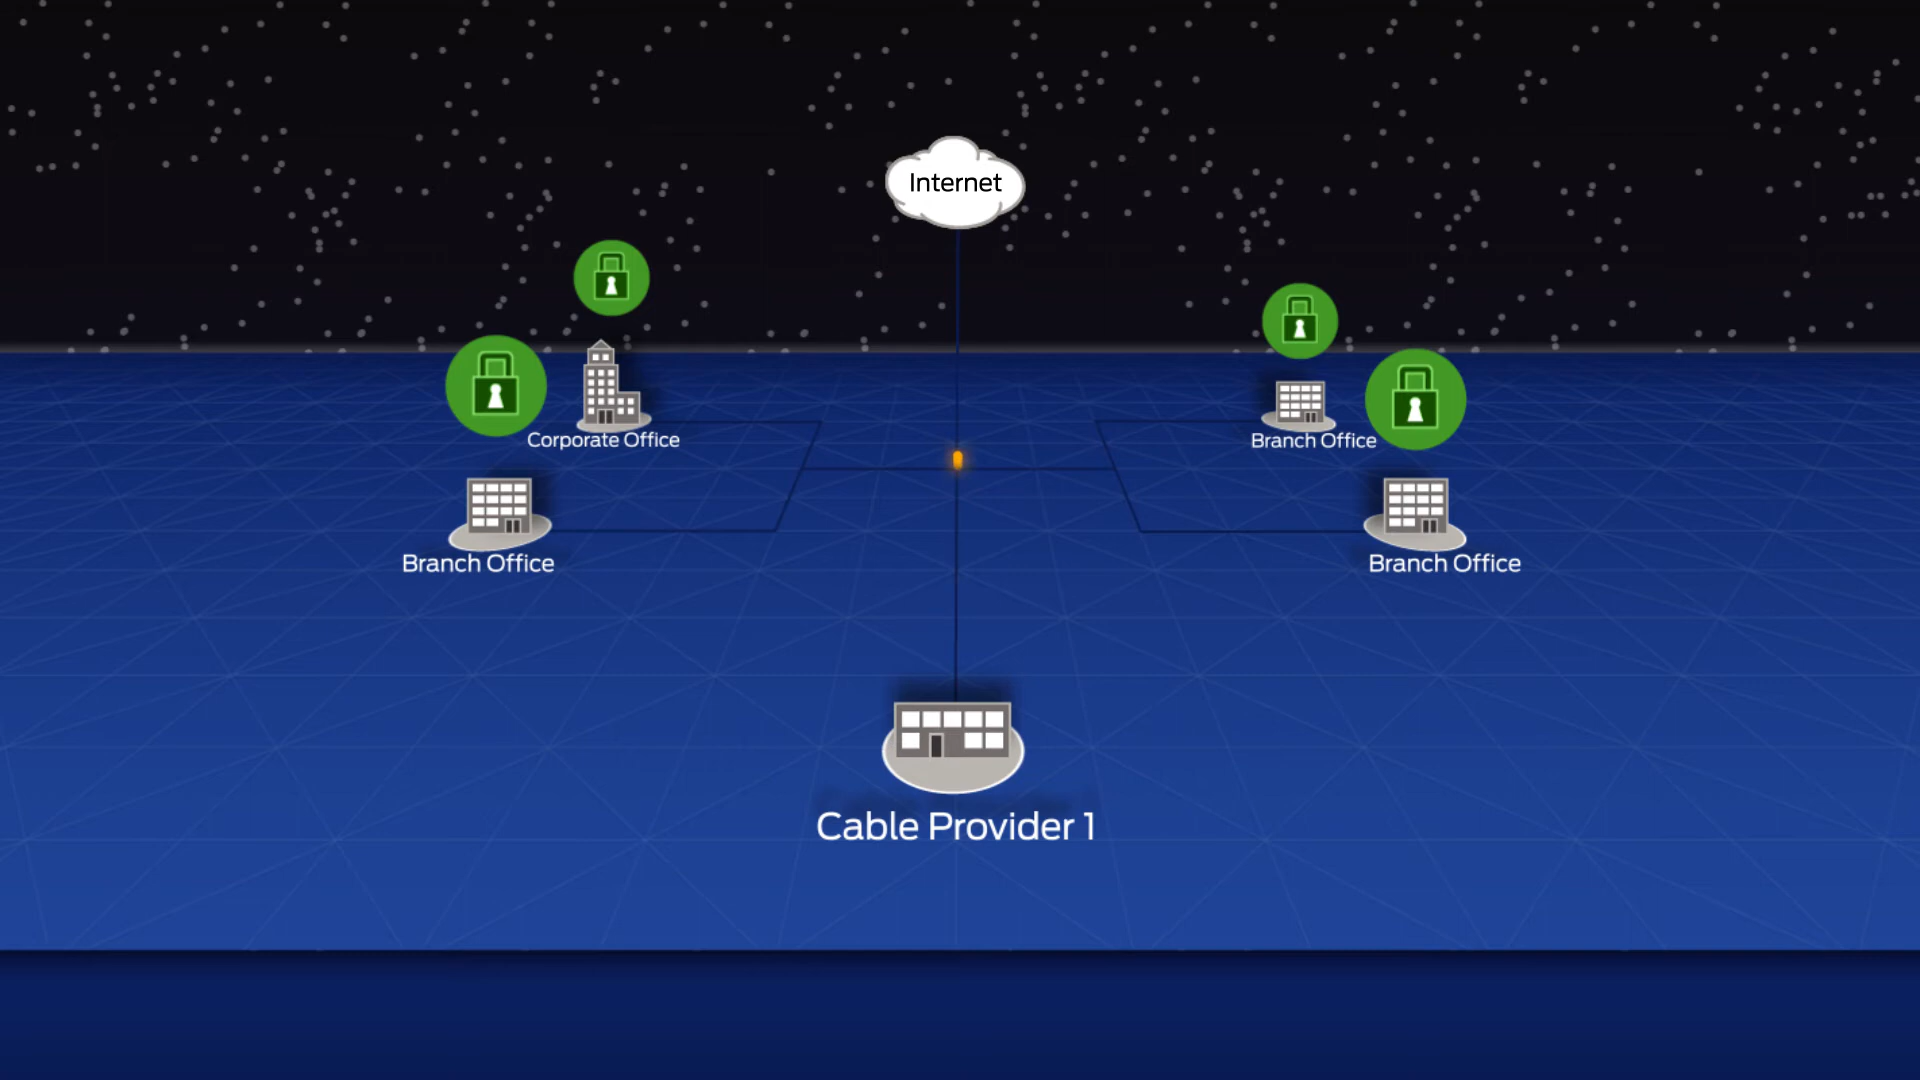 Internet
Corporate Office
Branch Office
Branch Office
Branch Office
Cable Provider 1